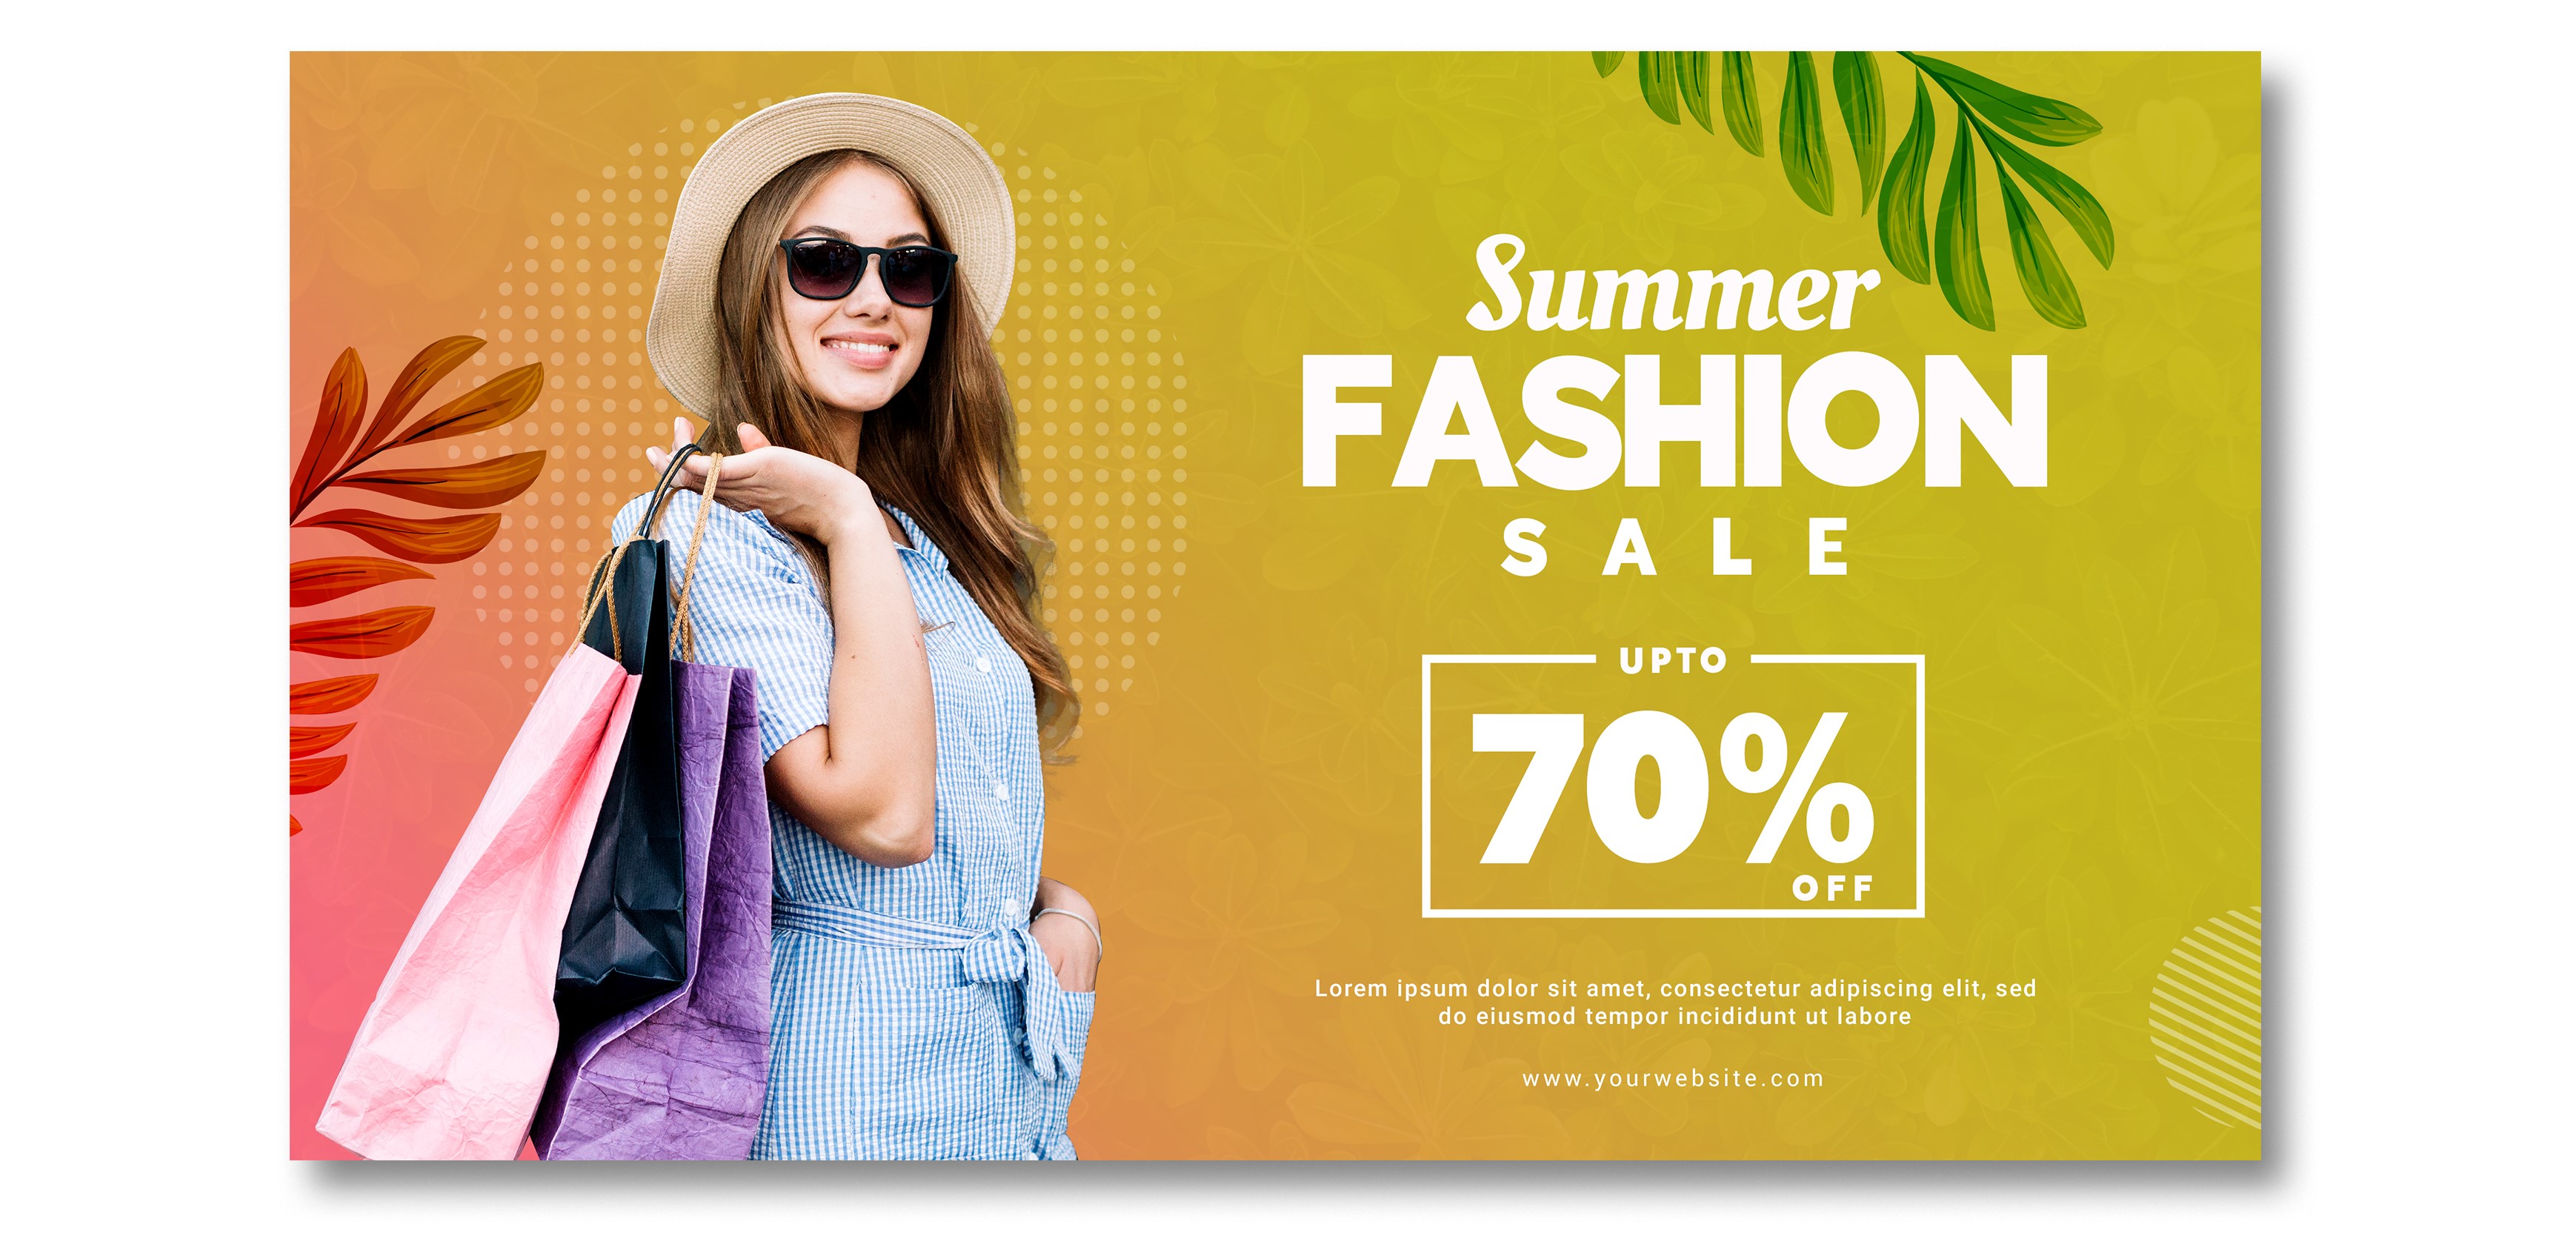 Summer
FASHION
SALE
UPTO
70%
OFF
Lorem ipsum dolor sit amet, consectetur adipiscing elit, sed
do eiusmod tempor incididunt ut labore
www.yourwebsite.com